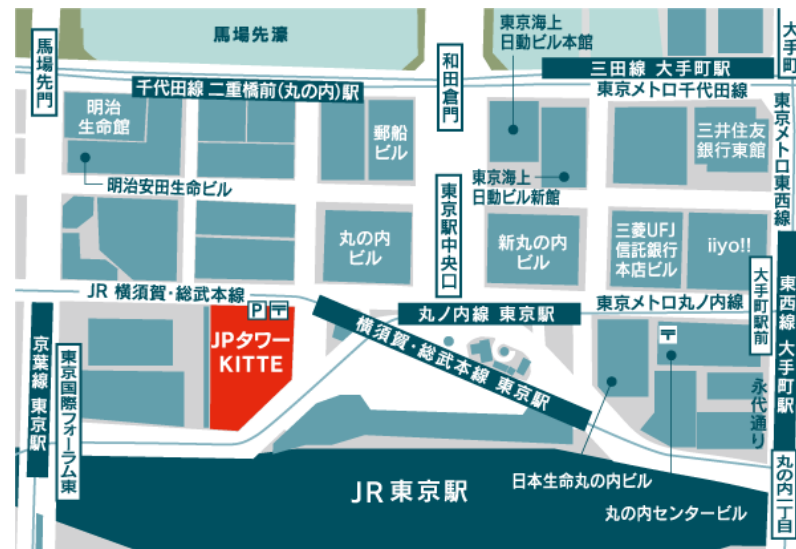 馬場先濠
東京海上
日動ビル本館
大手町
馬場先門
和田倉門
三田線 大手町駅
千代田線 二重橋前(丸の内)駅
東京メトロ千代田線
明治
生命館
郵船
ビル
三井住友
銀行東館
東京メトロ東西線
明治安田生命ビル
東京海上
日動ビル新館
東京駅中央口
丸の内
ビル
新丸の内
ビル
三菱UFJ
信託銀行
本店ビル
iiyo!!
JR 横須賀・総武本線
P〒
丸ノ内線 東京駅
東京メトロ丸ノ内線
大手町駅前
東西線 大手町駅
JPタワー
KITTE
横須賀・総武本線 東京駅
〒
京葉線 東京駅
東京国際フォーラム東
永代通り
JR東京駅
日本生命丸の内ビル
丸の内センタービル
丸の内一丁目